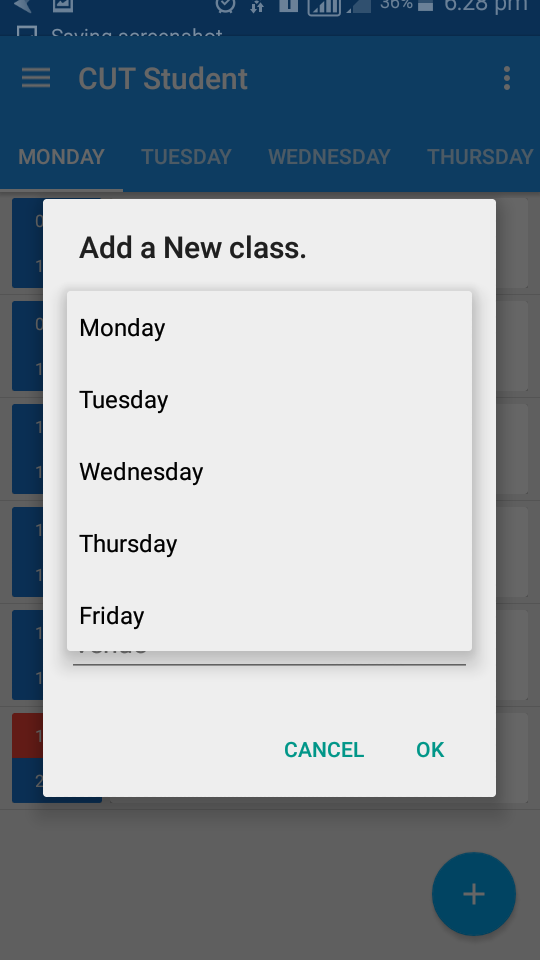 36% 6:28 pm
Saving screenshot
CUT Student
MONDAY TUESDAY WEDNESDAY THURSDAY
Add a New class.
Monday
Tuesday
Wednesday
Thursday
Friday
CANCEL OK